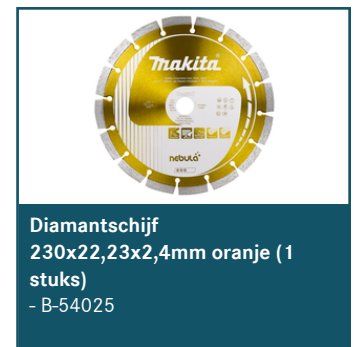 makita
nebula
Diamantschijf
230x22,23x2,4mm oranje (1
stuks)
- B-54025